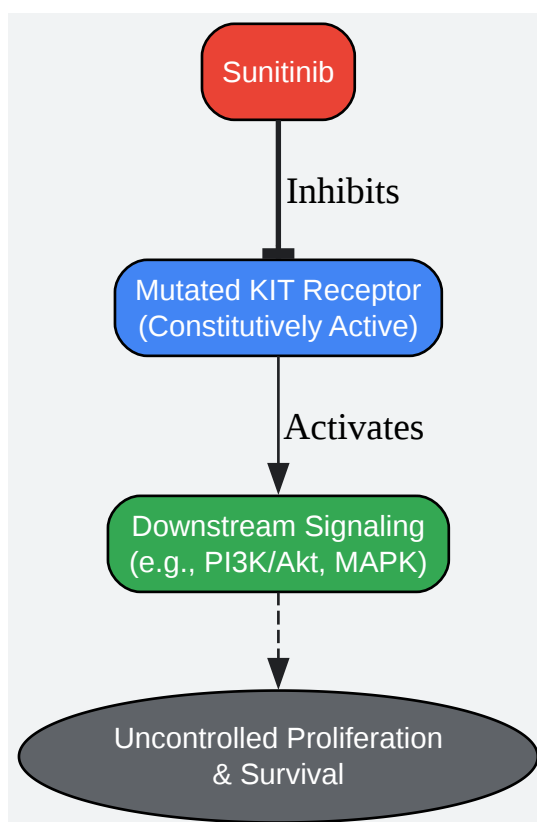 Sunitinib
Inhibits
Mutated KIT Receptor
(Constitutively Active)
Activates
Downstream Signaling
(e.g., PI3K/Akt, MAPK)
Uncontrolled Proliferation
& Survival